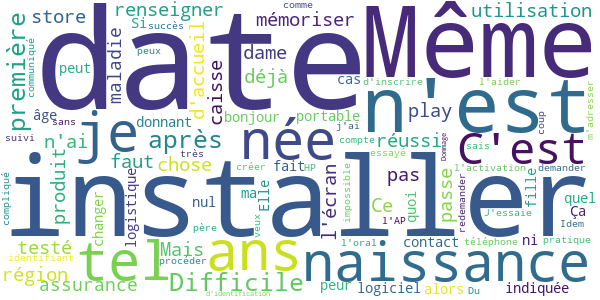 store renseigner Si succès comme mémoriser utilisation
première communiqué peut maladie d'accueil dame peux cas d'inscrire l'aider
date Même
caisse déjà portable play coup m'adresser
âge sans donnant bonjour j'ai n'est
suivi n'ai je après née compte réussi sais C'est
essayé Dommage
faut chose fait créer HP l'écran pas passe l'activation demander
compliqué produit installer redemander fille quel
changer logistique nul ma Elle veux impossible Ce quoi J'essaie Ça
testé tel Mais ans père l'oral contact téléphone ni Idem pratique
région identifiant procéder naissance
assurance Difficile peur logiciel l'AP alors Du indiquée
très
d'identification